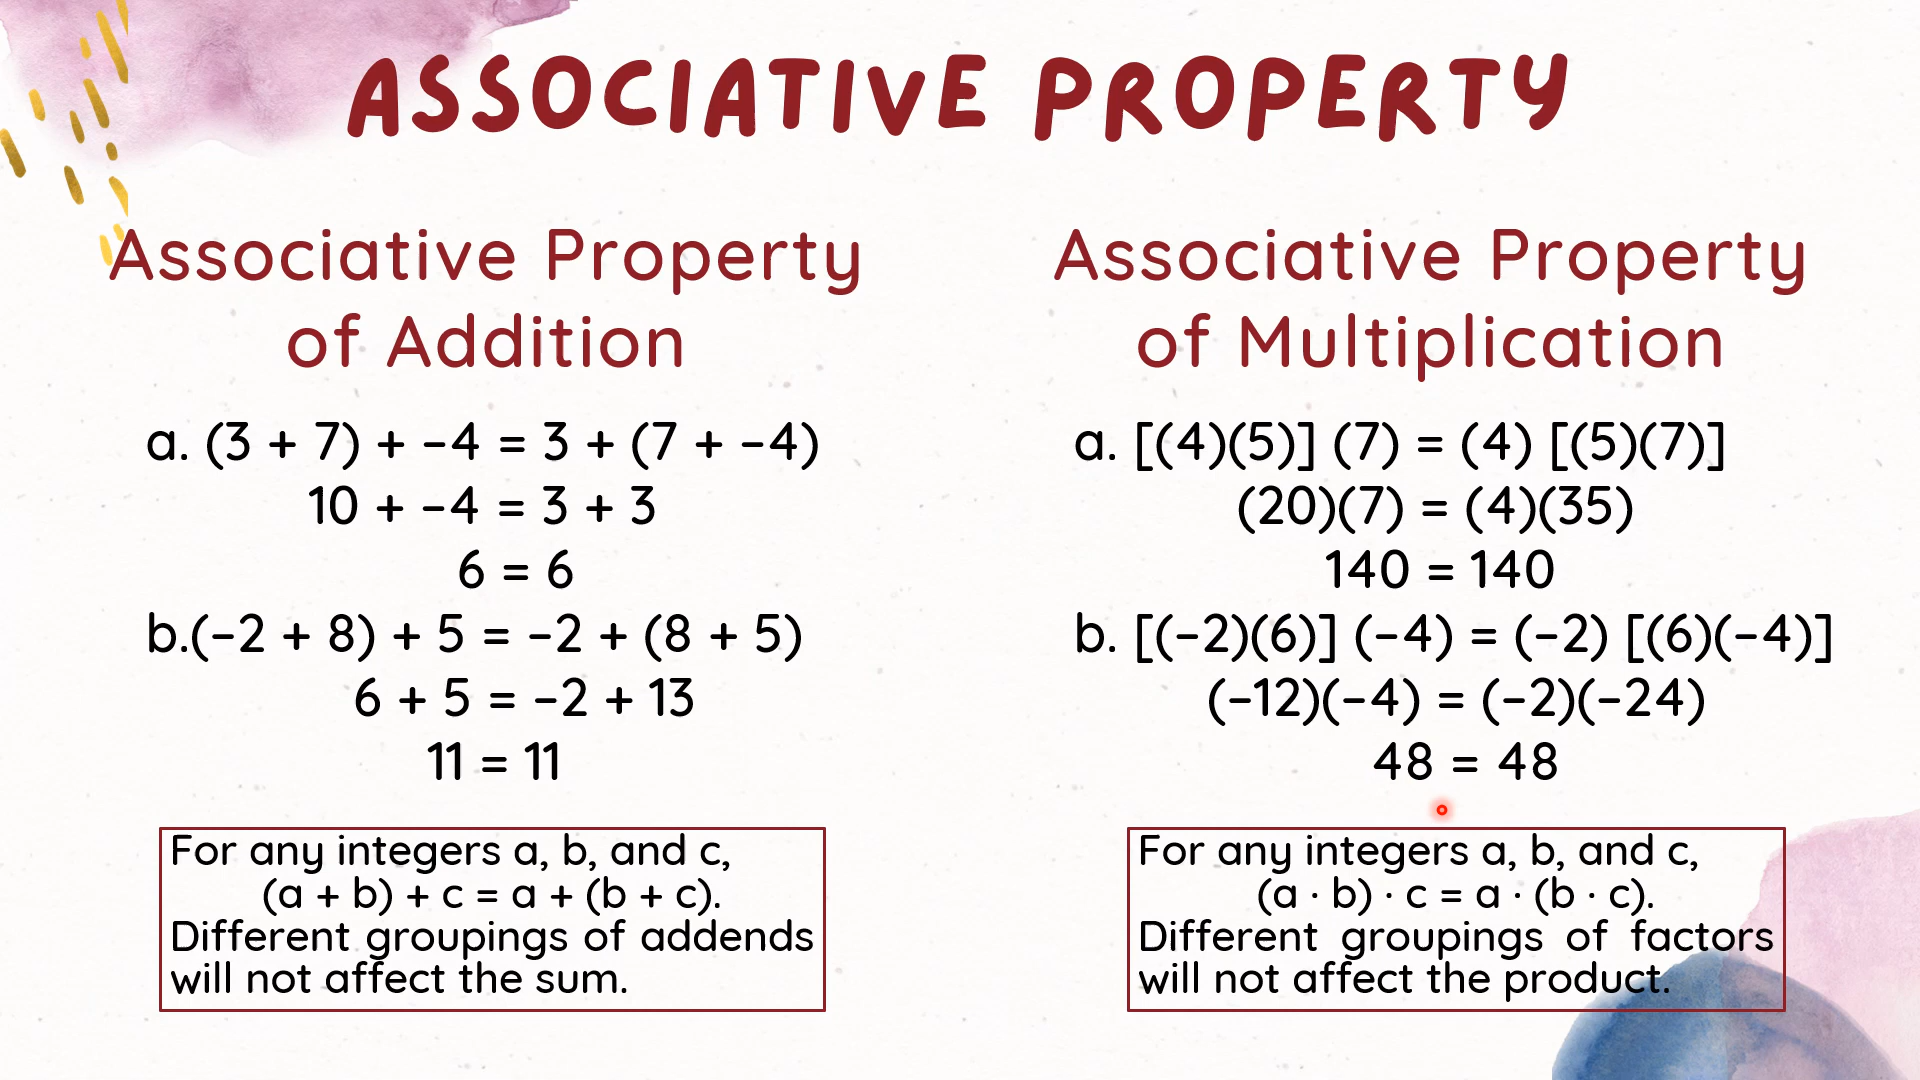 ASSOCIATIVE PROPERTY
Associative Property
of Addition
a. (3 + 7) + −4 = 3 + (7 + −4)
10 + −4 = 3 + 3
6 = 6
b.(−2 + 8) + 5 = −2 + (8 + 5)
6 + 5 = −2 + 13
11 = 11
For any integers a, b, and c,
(a + b) + c = a + (b + c).
Different groupings of addends
will not affect the sum.
Associative Property
of Multiplication
a. [(4)(5)] (7) = (4) [(5)(7)]
(20)(7) = (4)(35)
140 = 140
b. [(−2)(6)] (−4) = (−2) [(6)(−4)]
(−12)(−4) = (−2)(−24)
48 = 48
For any integers a, b, and c,
(a · b) · c = a · (b · c).
Different groupings of factors
will not affect the product.